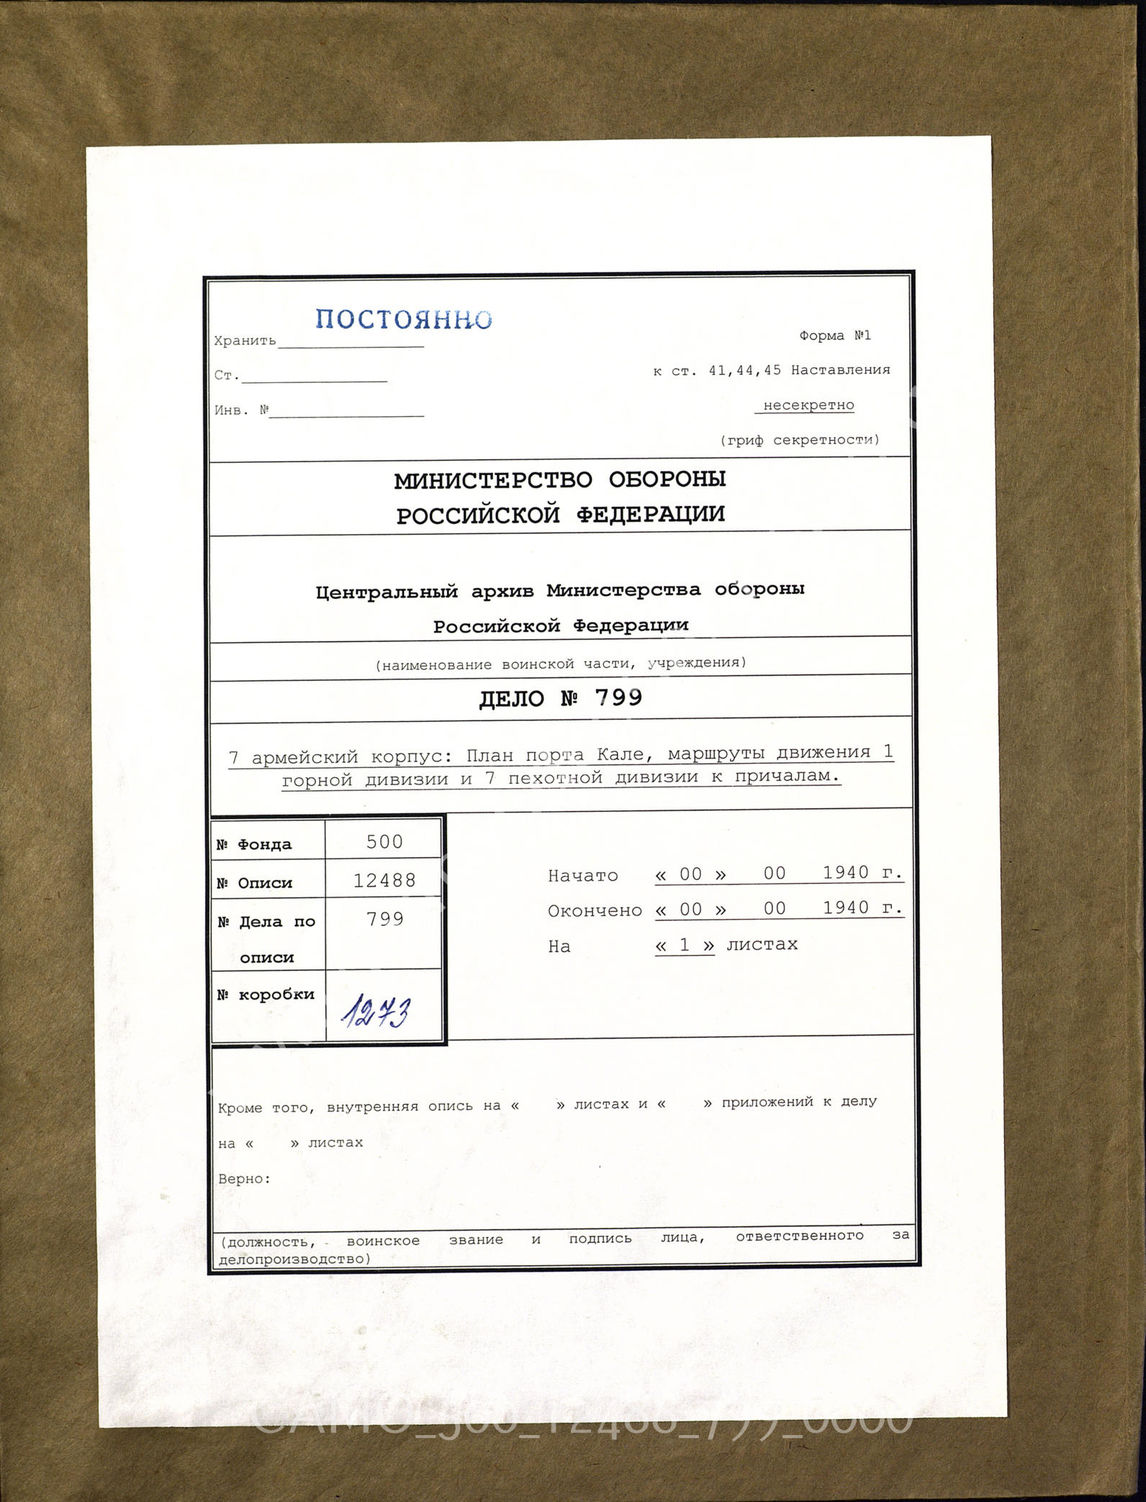 ПОСТОЯННО
Хранить
Форма №1
Ст.
к ст. 41,44,45 Наставления
Инв. №
несекретно
(гриф секретности)
МИНИСТЕРСТВО ОБОРОНЫ
РОССИЙСКОЙ ФЕДЕРАЦИИ
Центральный архив Министерства обороны
Российской Федерации
(наименование воинской части, учреждения)
ДЕЛО № 799
7 армейский корпус: План порта Кале, маршруты движения 1
горной дивизии и 7 пехотной дивизии к причалам.
№ Фонда 500
№ Описи 12488
№ Дела по 799
описи
№ коробки 1273
Начато « 00 » 00 1940 г.
Окончено « 00 » 00 1940 г.
На « 1 » листах
Кроме того, внутренняя опись на « » листах и « » приложений к делу
на « » листах
Верно:
(должность, воинское звание и подпись лица, ответственного за
делопроизводство)
CAMO_500_12488_799_0000